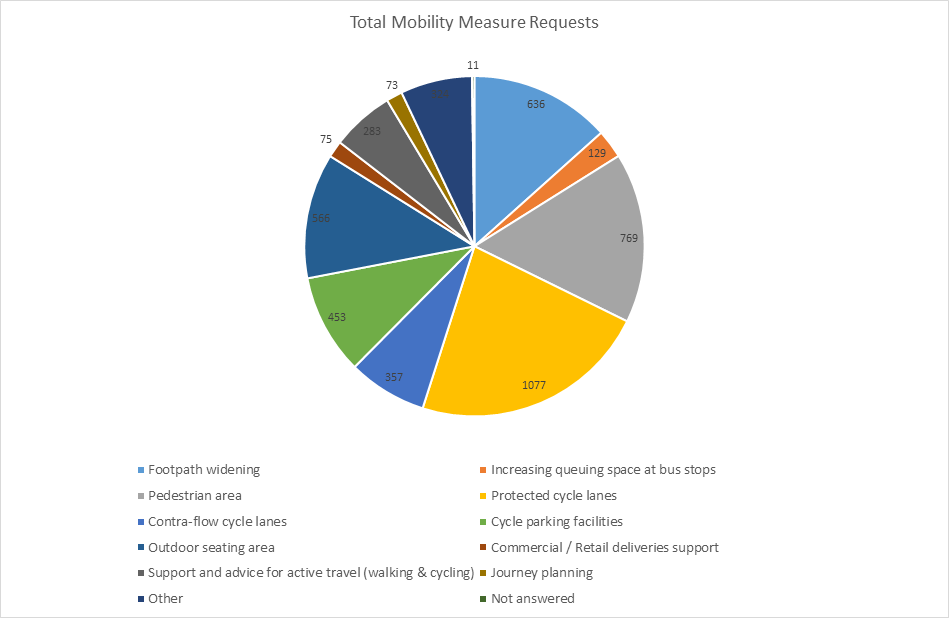 Total Mobility Measure Requests
11
73
636
283
129
75
566
769
453
357
1077
Footpath widening
Increasing queuing space at bus stops
Pedestrian area
Protected cycle lanes
Contra-flow cycle lanes
Cycle parking facilities
Outdoor seating area
Commercial / Retail deliveries support
Support and advice for active travel (walking & cycling)
Journey planning
Other
Not answered